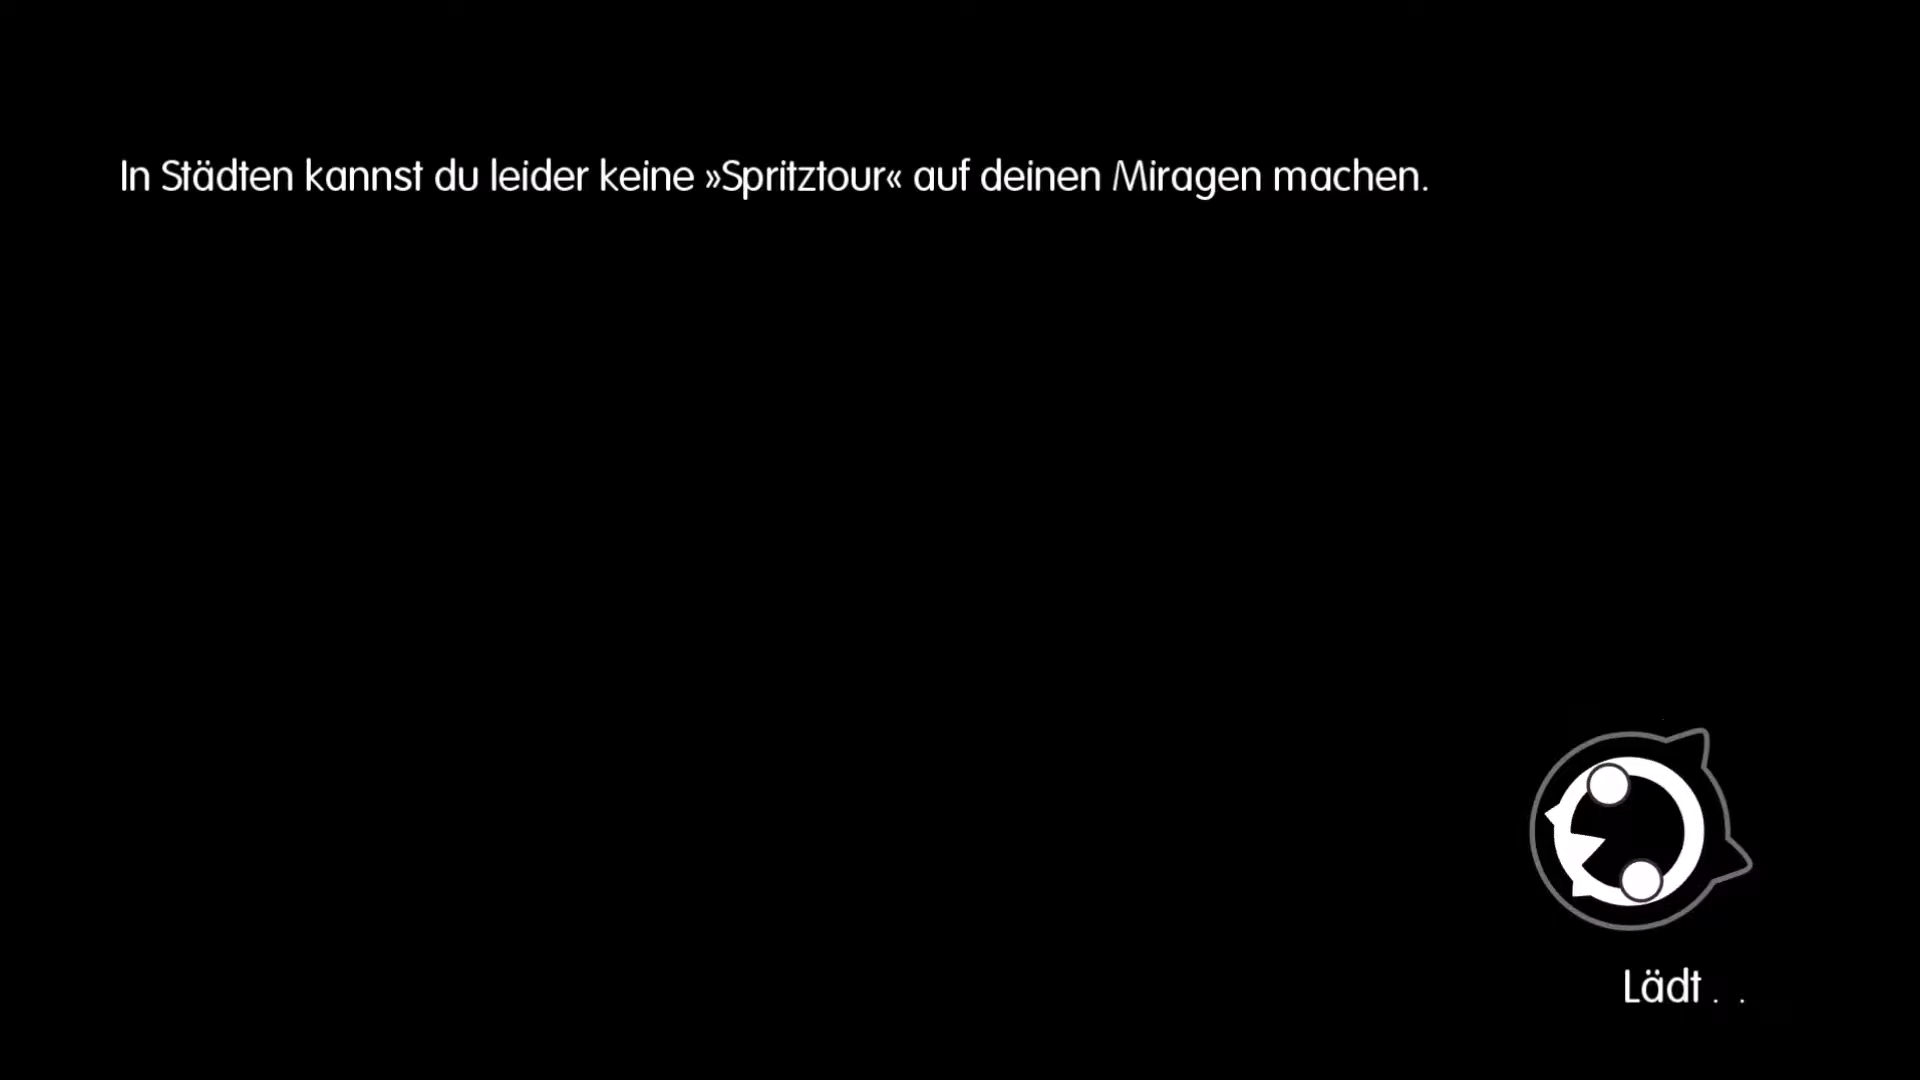 In Städten kannst du leider keine »Spritztour« auf deinen Miragen machen.
Lädt . .